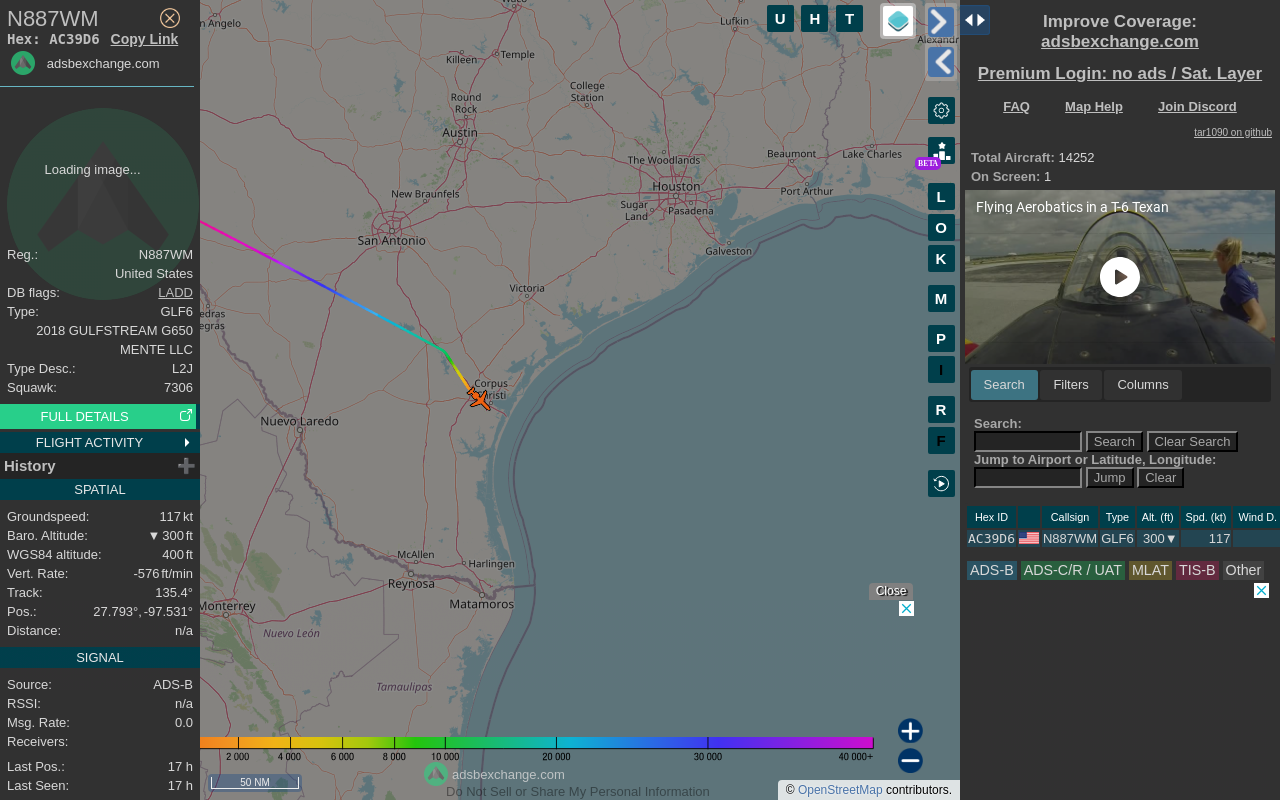 N887WM
Hex: AC39D6 Copy Link
adsbexchange.com
Loading image...
Reg.: N887WM
United States
DB flags: LADD
Type: GLF6
2018 GULFSTREAM G650
MENTE LLC
Type Desc.: L2J
Squawk: 7306
FULL DETAILS
FLIGHT ACTIVITY
History
SPATIAL
Groundspeed: 117 kt
Baro. Altitude: ▼ 300 ft
WGS84 altitude: 400 ft
Vert. Rate: -576 ft/min
Track: 135.4°
Pos.: 27.793°, -97.531°
Distance: n/a
SIGNAL
Source: ADS-B
RSSI: n/a
Msg. Rate: 0.0
Receivers:
Last Pos.: 17 h
Last Seen: 17 h
Waco
n Angelo
Lufkin
Alexandri
Killeen
Temple
College
Station
Round
Rock
Austin
The Woodlands
Beaumont
Lake Charles
Houston
Port Arthur
New Braunfels
Sugar
Land
Pasadena
San Antonio
Galveston
Victoria
edras
egras
Corpus
risti
Nuevo Laredo
McAllen
Harlingen
Reynosa
Matamoros
Monterrey
Nuevo León
Tamaulipas
U H T
BETA
L
O
K
M
P
I
R
F
Close
2 000 4 000 6 000 8 000 10 000 20 000 30 000 40 000+
adsbexchange.com
50 NM
Do Not Sell or Share My Personal Information
© OpenStreetMap contributors.
Improve Coverage:
adsbexchange.com
Premium Login: no ads / Sat. Layer
FAQ Map Help Join Discord
tar1090 on github
Total Aircraft: 14252
On Screen: 1
Flying Aerobatics in a T-6 Texan
Search Filters Columns
Search:
Search Clear Search
Jump to Airport or Latitude, Longitude:
Jump Clear
Hex ID Callsign Type Alt. (ft) Spd. (kt) Wind D.
AC39D6 N887WM GLF6 300▼ 117
ADS-B ADS-C/R / UAT MLAT TIS-B Other